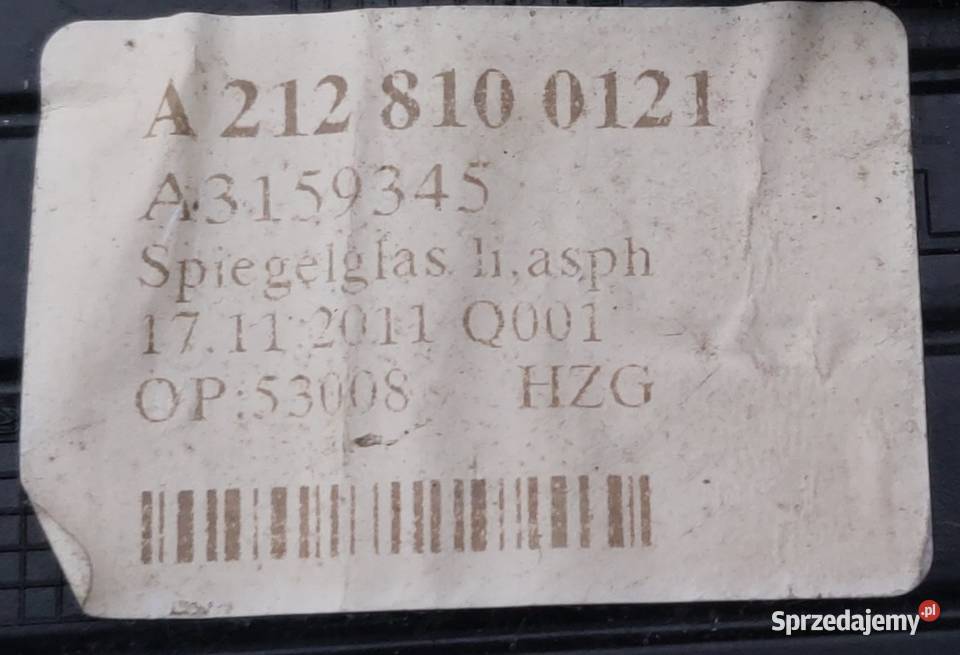 A 212 810 0121
A3159345
Spiegelglas li,asph
17.11.2011 Q001
OP:53008 HZG
Sprzedajemy.pl